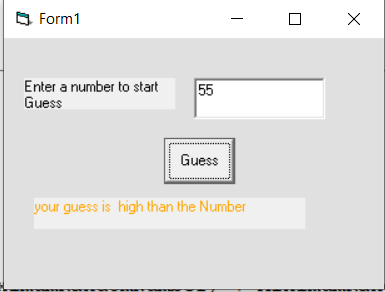 Form1
Enter a number to start
Guess
55
Guess
your guess is  high than the Number